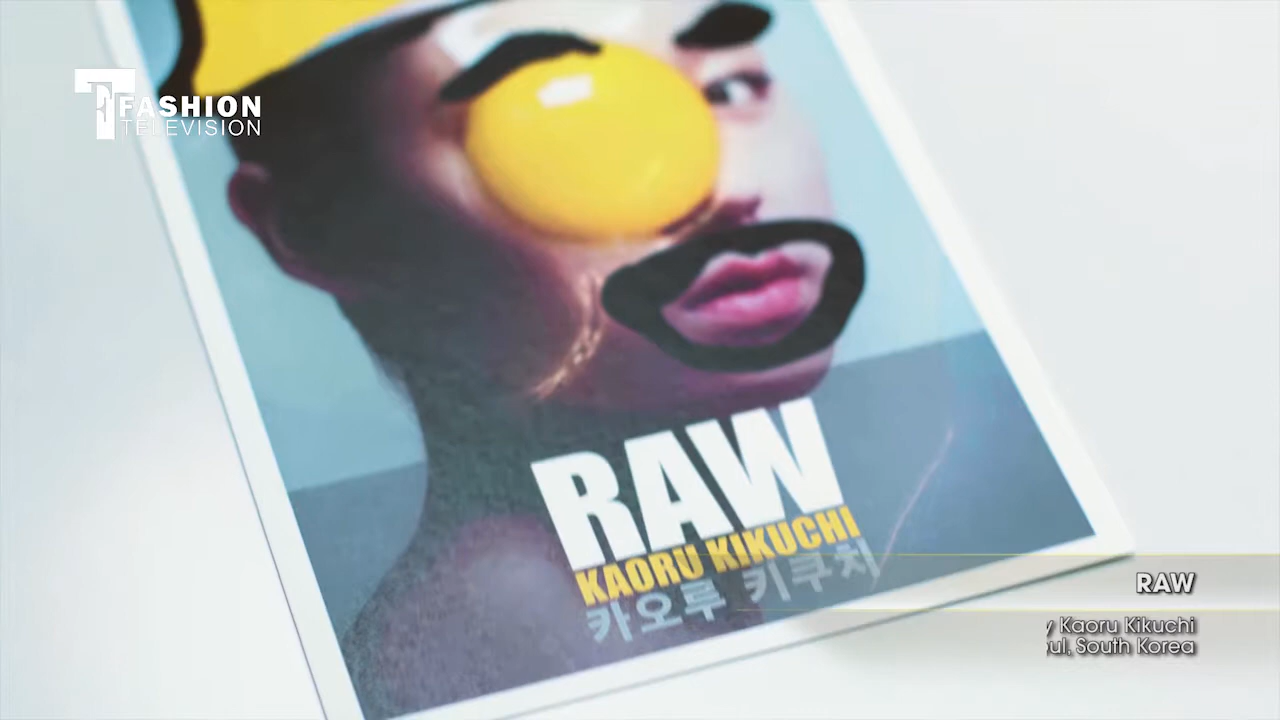 FASHION
TELEVISION
RAW
KAORU KIKUCHI
카오루 키쿠치
RAW
Kaoru Kikuchi
South Korea